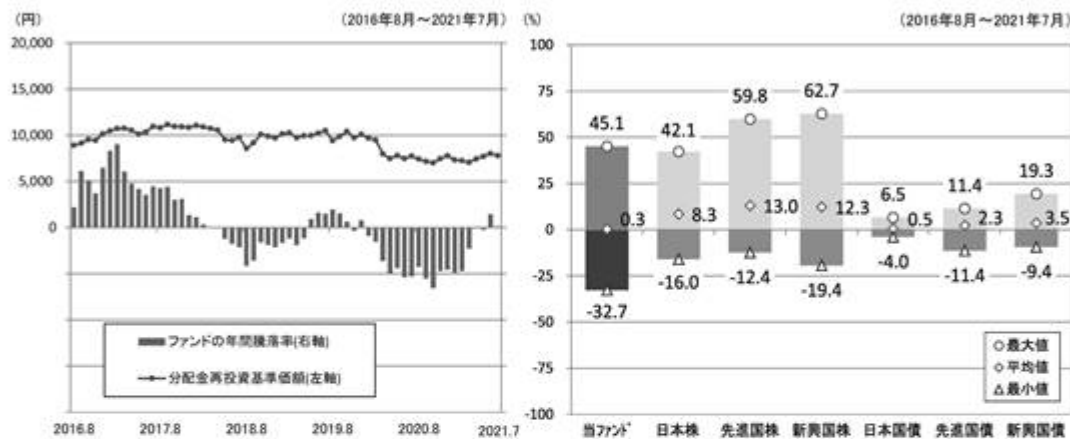 (円)
(2016年8月～2021年7月)
20,000
15,000
10,000
5,000
0
ファンドの年間騰落率(右軸)
分配金再投資基準価額(左軸)
2016.8 2017.8 2018.8 2019.8 2020.8 2021.7
(%)
(2016年8月～2021年7月)
100
75
50
25
0
-25
-50
-75
-100
45.1 42.1 59.8 62.7 6.5 11.4 19.3
0.3 8.3 13.0 12.3 0.5 2.3 3.5
-32.7 -16.0 -12.4 -19.4 -4.0 -11.4 -9.4
最大値
平均値
最小値
当ファンド 日本株 先進国株 新興国株 日本国債 先進国債 新興国債